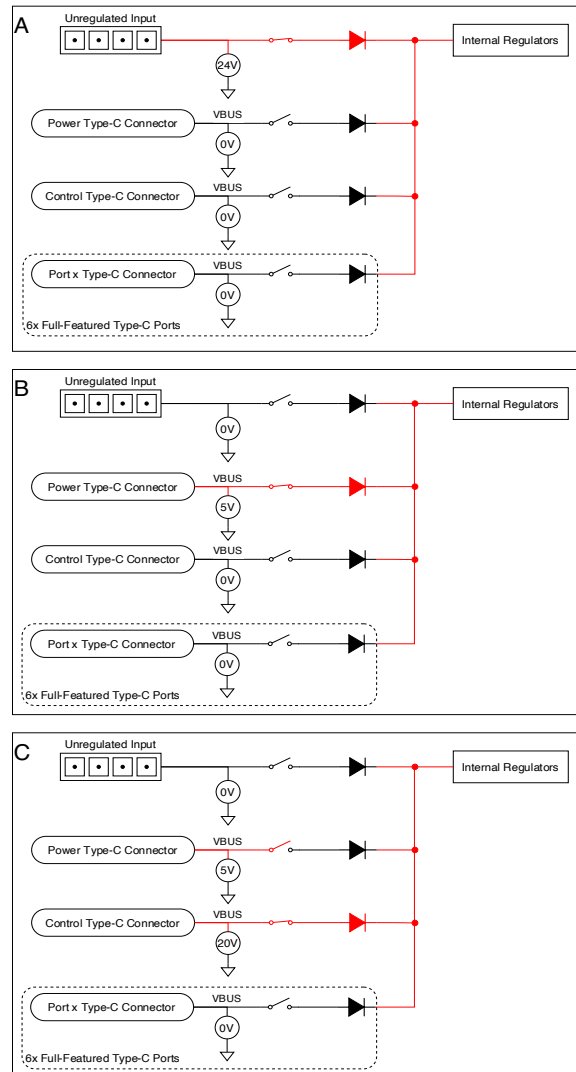 A
Unregulated Input
Internal Regulators
24V
Power Type-C Connector
VBUS
0V
Control Type-C Connector
VBUS
0V
Port x Type-C Connector
VBUS
0V
6x Full-Featured Type-C Ports
B
Unregulated Input
Internal Regulators
0V
Power Type-C Connector
VBUS
5V
Control Type-C Connector
VBUS
0V
Port x Type-C Connector
VBUS
0V
6x Full-Featured Type-C Ports
C
Unregulated Input
Internal Regulators
0V
Power Type-C Connector
VBUS
5V
Control Type-C Connector
VBUS
20V
Port x Type-C Connector
VBUS
0V
6x Full-Featured Type-C Ports